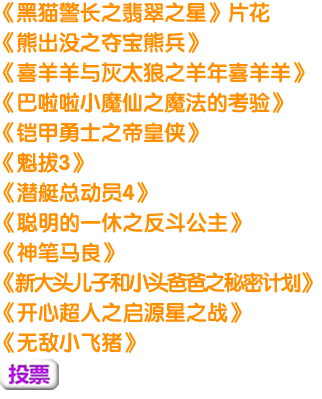 《黑猫警长之翡翠之星》片花
《熊出没之夺宝熊兵》
《喜羊羊与灰太狼之羊年喜羊羊》
《巴啦啦小魔仙之魔法的考验》
《铠甲勇士之帝皇侠》
《魁拔3》
《潜艇总动员4》
《聪明的一休之反斗公主》
《神笔马良》
《新大头儿子和小头爸爸之秘密计划》
《开心超人之启源星之战》
《无敌小飞猪》
投票